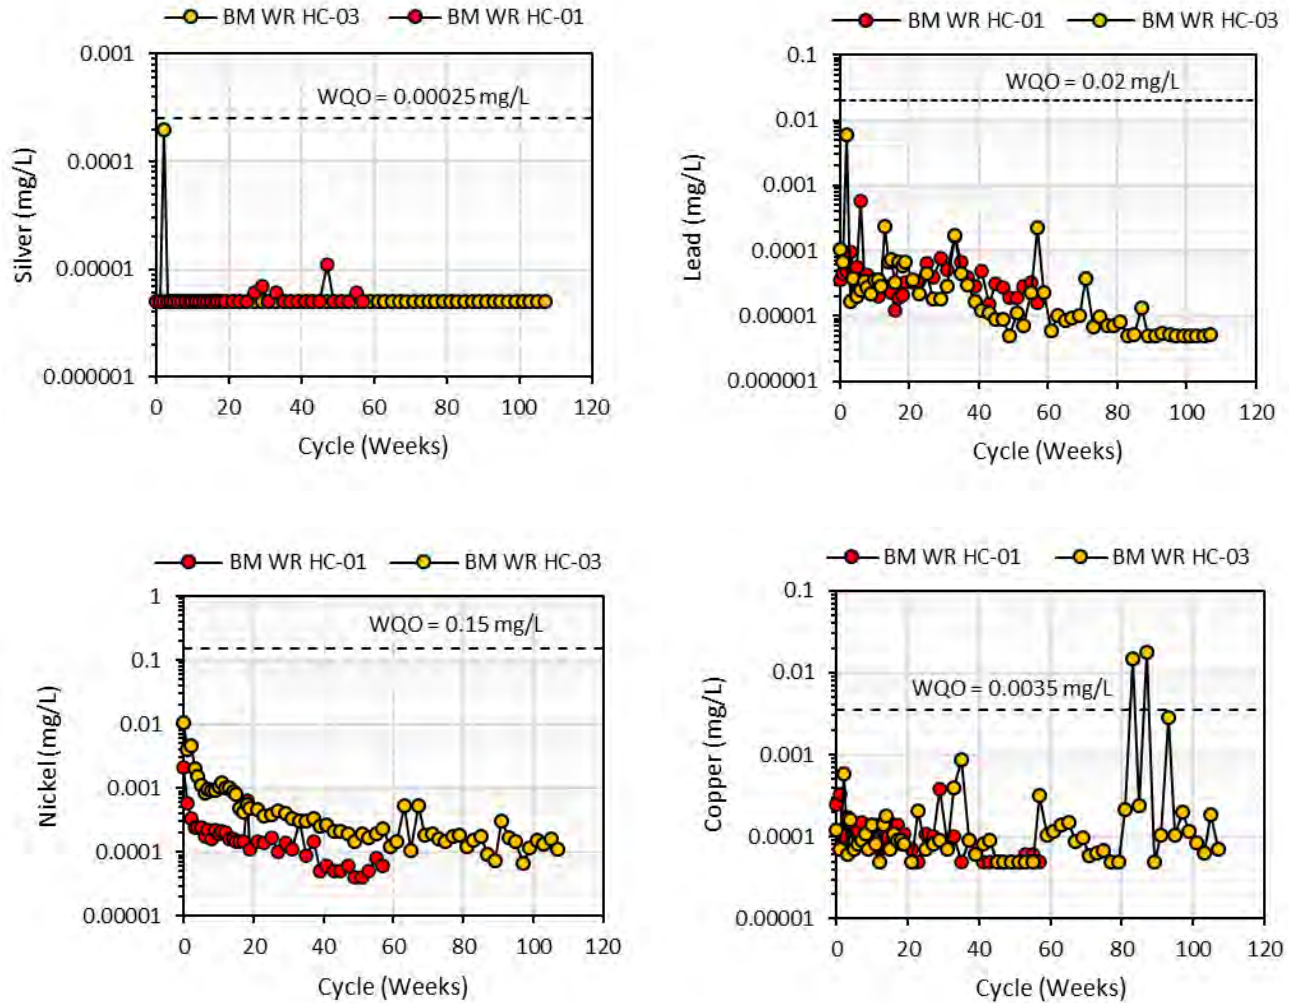 BM WR HC-03 BM WR HC-01
0.001
WQO = 0.00025 mg/L
0.0001
0.00001
0.000001
Silver (mg/L)
0 20 40 60 80 100 120
Cycle (Weeks)
BM WR HC-01 BM WR HC-03
0.1
WQO = 0.02 mg/L
0.01
0.001
0.0001
0.00001
0.000001
Lead (mg/L)
0 20 40 60 80 100 120
Cycle (Weeks)
BM WR HC-01 BM WR HC-03
1
WQO = 0.15 mg/L
0.1
0.01
0.001
0.0001
0.00001
Nickel (mg/L)
0 20 40 60 80 100 120
Cycle (Weeks)
BM WR HC-01 BM WR HC-03
0.1
0.01
WQO = 0.0035 mg/L
0.001
0.0001
0.00001
Copper (mg/L)
0 20 40 60 80 100 120
Cycle (Weeks)